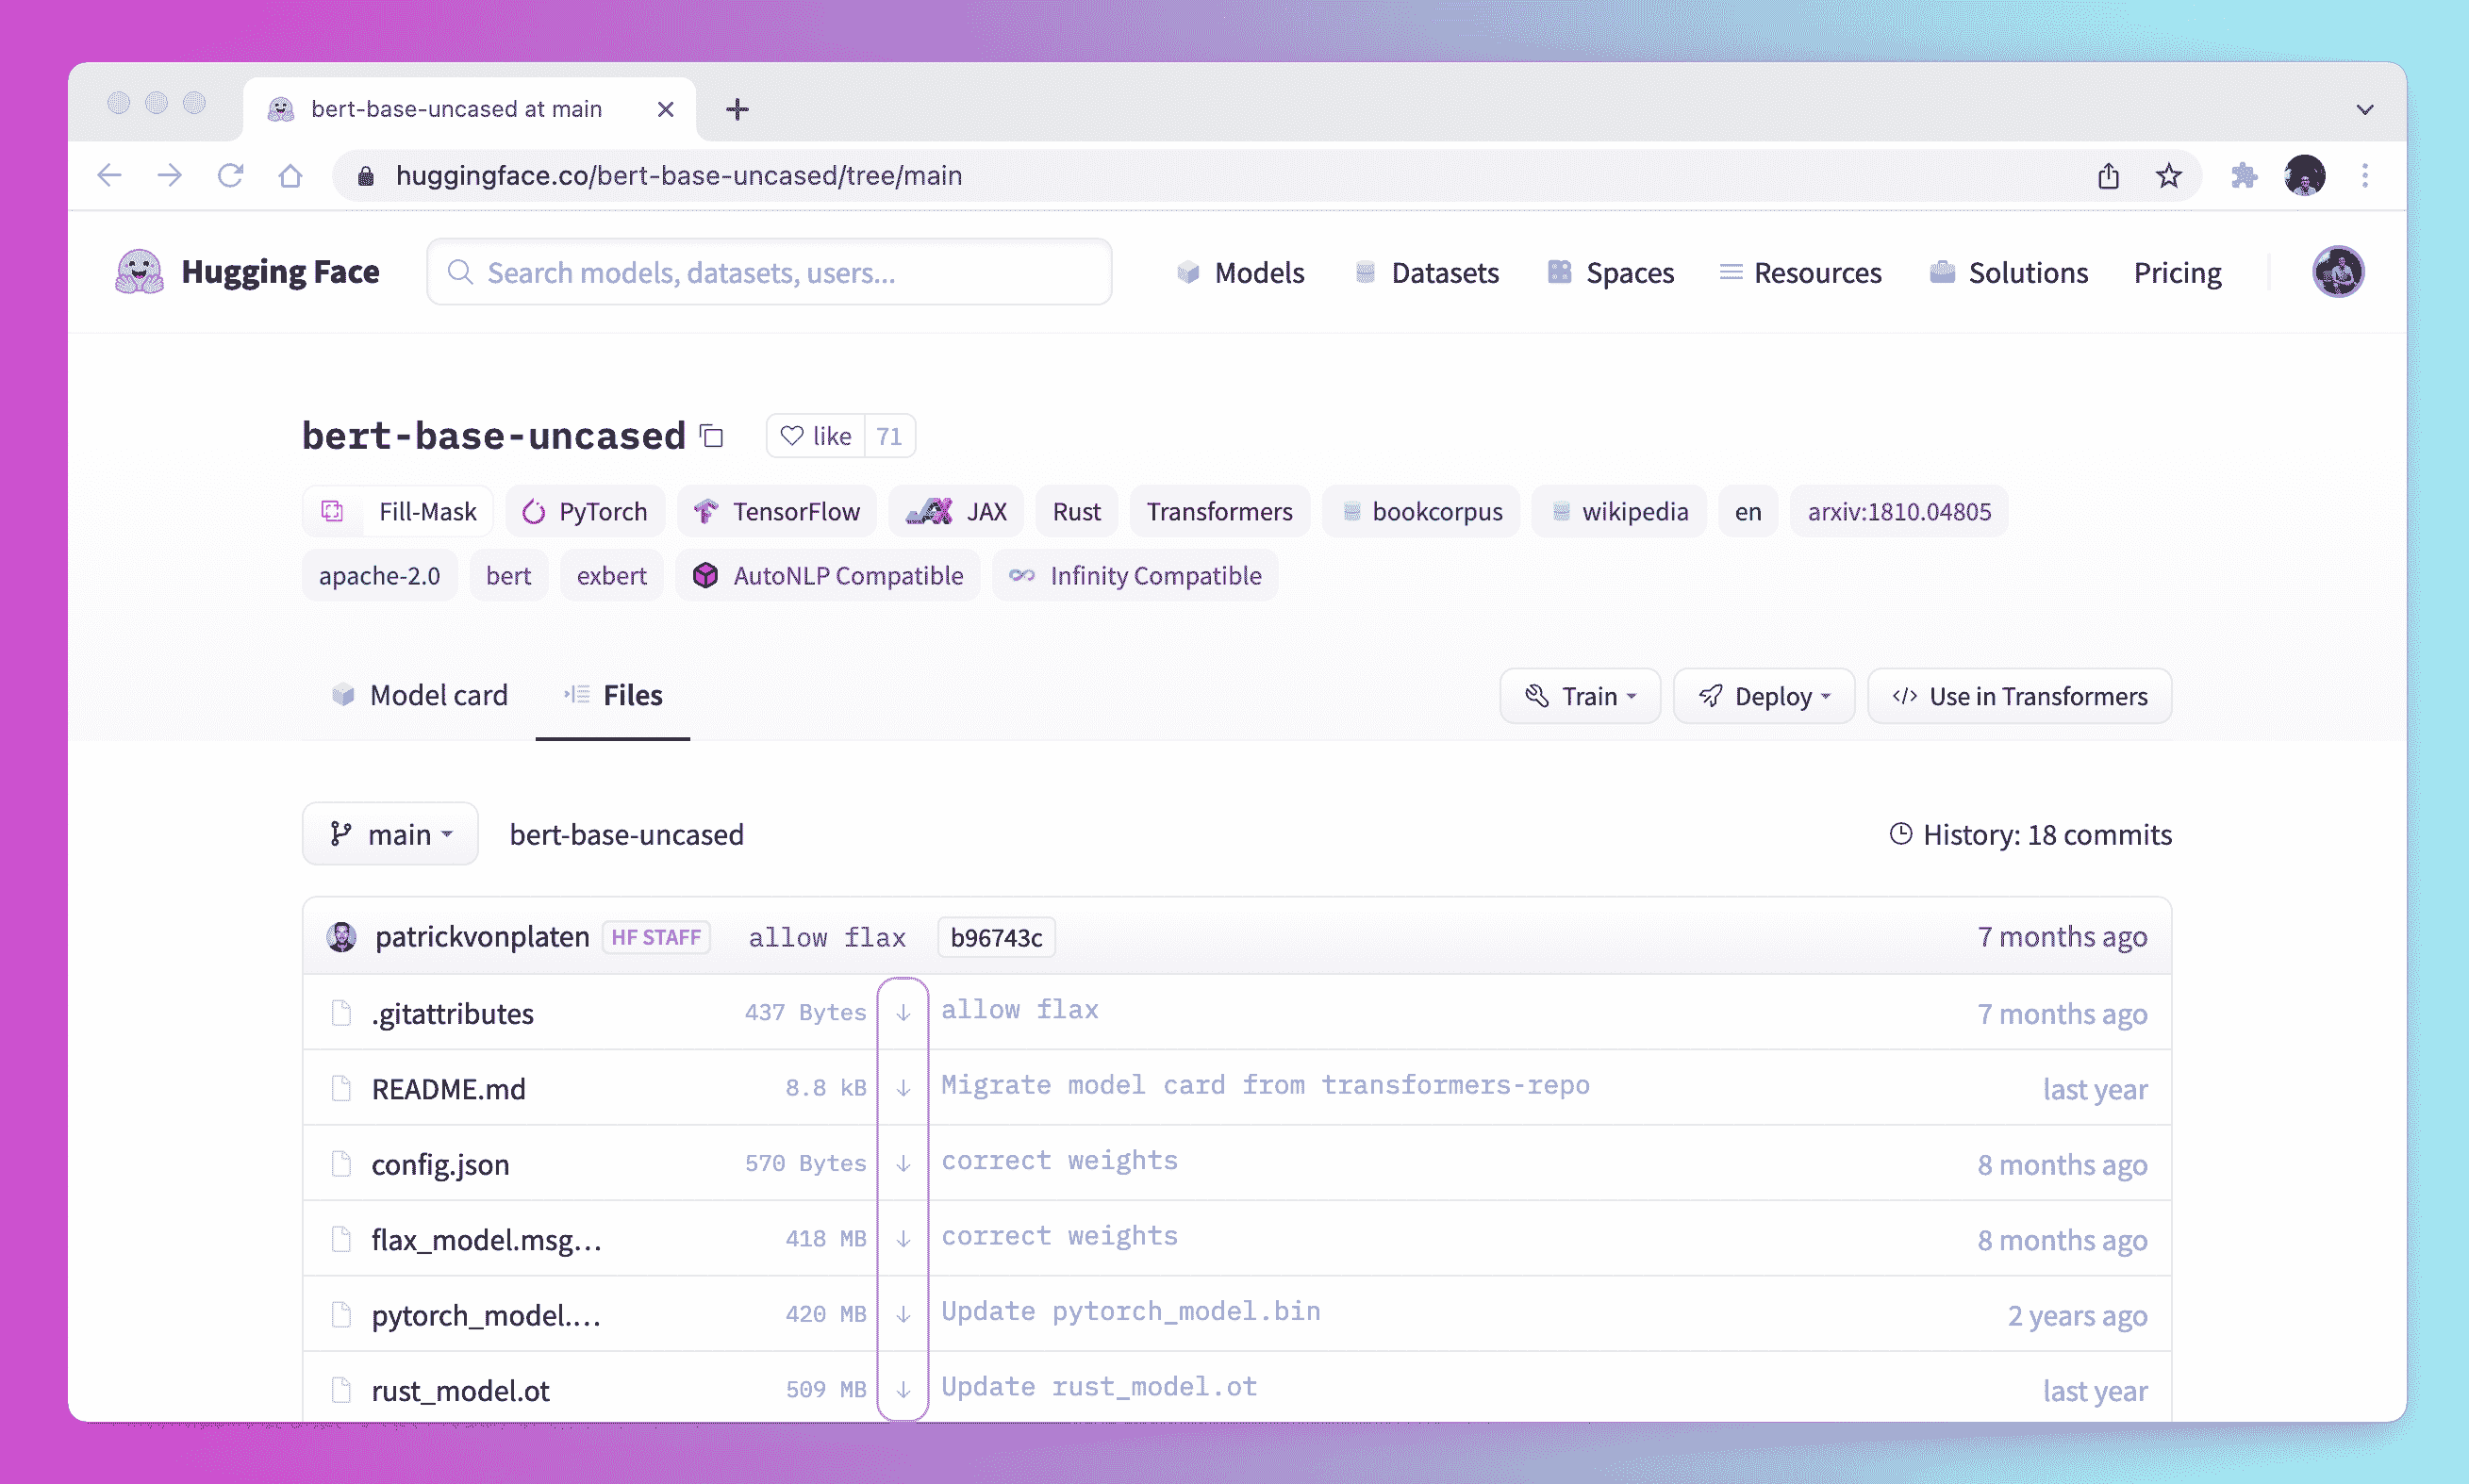 bert-base-uncased at main
huggingface.co/bert-base-uncased/tree/main
Hugging Face Search models, datasets, users... Models Datasets Spaces Resources Solutions Pricing
bert-base-uncased like 71
Fill-Mask PyTorch TensorFlow JAX Rust Transformers bookcorpus wikipedia en arxiv:1810.04805
apache-2.0 bert exbert AutoNLP Compatible Infinity Compatible
Model card Files Train Deploy </> Use in Transformers
main bert-base-uncased History: 18 commits
patrickvonplaten HF STAFF allow flax b96743c 7 months ago
.gitattributes 437 Bytes ↓ allow flax 7 months ago
README.md 8.8 kB ↓ Migrate model card from transformers-repo last year
config.json 570 Bytes ↓ correct weights 8 months ago
flax_model.msg... 418 MB ↓ correct weights 8 months ago
pytorch_model.... 420 MB ↓ Update pytorch_model.bin 2 years ago
rust_model.ot 509 MB ↓ Update rust_model.ot last year